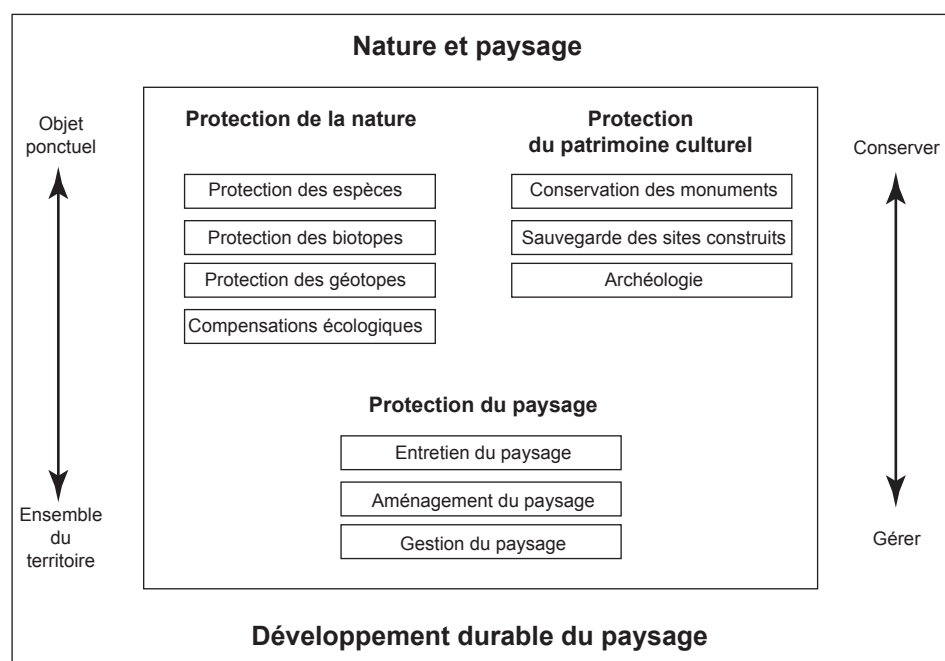 Nature et paysage
Objet
ponctuel
Ensemble
du
territoire
Protection de la nature
Protection des espèces
Protection des biotopes
Protection des géotopes
Compensations écologiques
Protection
du patrimoine culturel
Conservation des monuments
Sauvegarde des sites construits
Archéologie
Protection du paysage
Entretien du paysage
Aménagement du paysage
Gestion du paysage
Conserver
Gérer
Développement durable du paysage